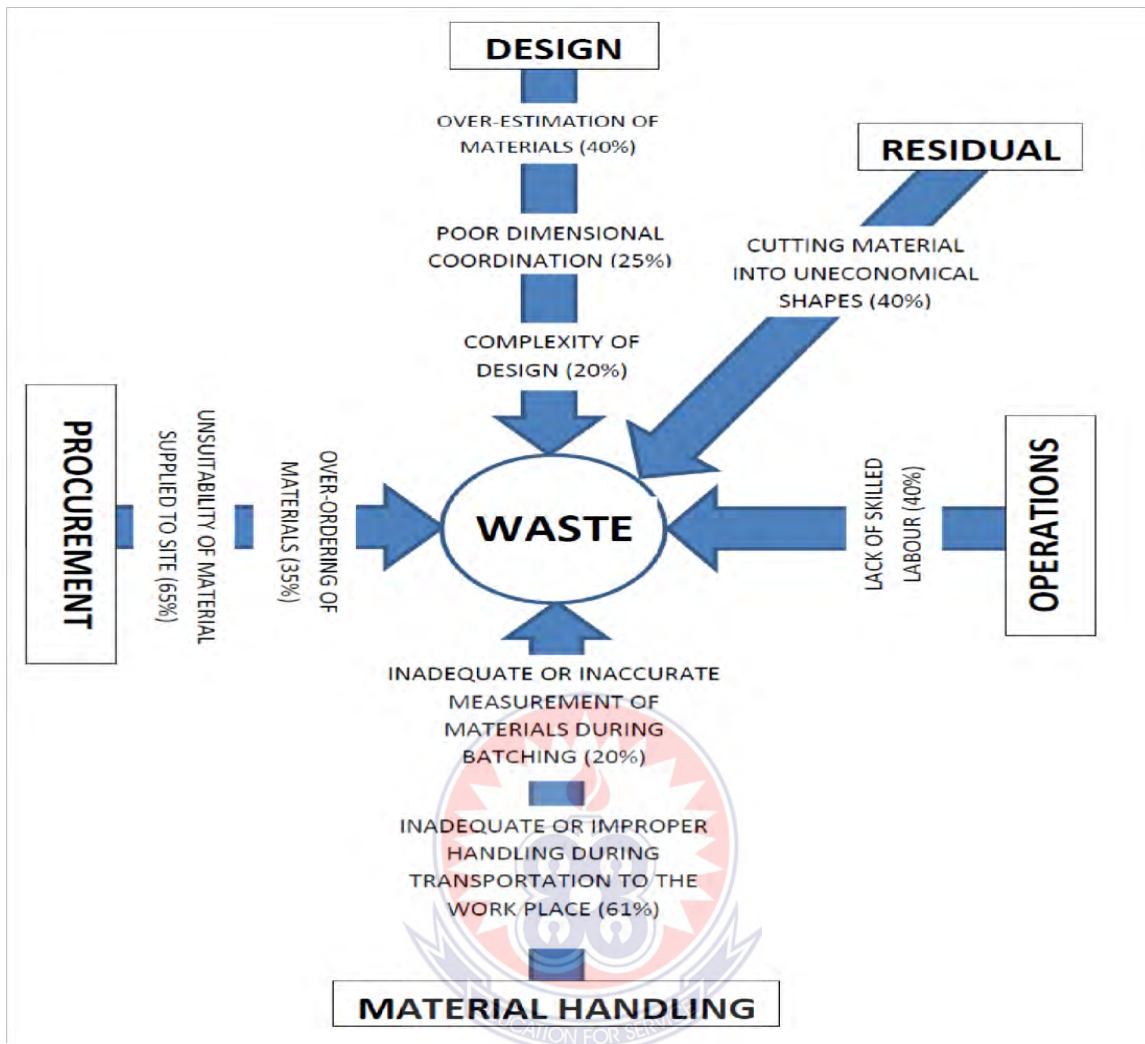 DESIGN
OVER-ESTIMATION OF
MATERIALS (40%)
POOR DIMENSIONAL
COORDINATION (25%)
COMPLEXITY OF
DESIGN (20%)
RESIDUAL
CUTTING MATERIAL
INTO UNECONOMICAL
SHAPES (40%)
PROCUREMENT
UNSUITABILITY OF MATERIAL
SUPPLIED TO SITE (65%)
OVER-ORDERING OF
MATERIALS (35%)
WASTE
LACK OF SKILLED
LABOUR (40%)
OPERATIONS
INADEQUATE OR INACCURATE
MEASUREMENT OF
MATERIALS DURING
BATCHING (20%)
INADEQUATE OR IMPROPER
HANDLING DURING
TRANSPORTATION TO THE
WORK PLACE (61%)
MATERIAL HANDLING
FOR